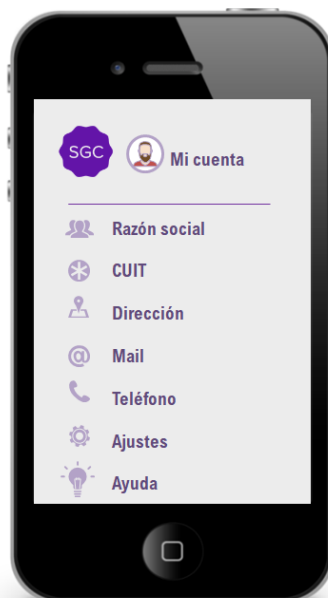 SGC
Mi cuenta
Razón social
CUIT
Dirección
@ Mail
Teléfono
Ajustes
Ayuda